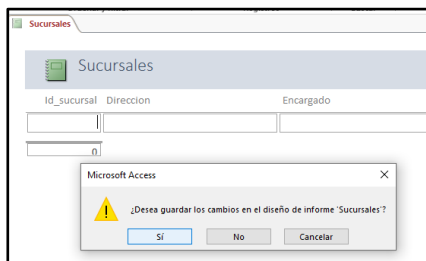 Sucursales
Sucursales
Id_sucursal Direccion Encargado
0
Microsoft Access
¿Desea guardar los cambios en el diseño de informe 'Sucursales'?
Sí No Cancelar